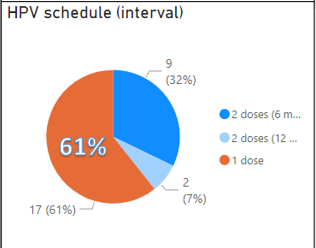 HPV schedule (interval)
9
(32%)
2 doses (6 m...
61%
2 doses (12 ...
1 dose
2
(7%)
17 (61%)